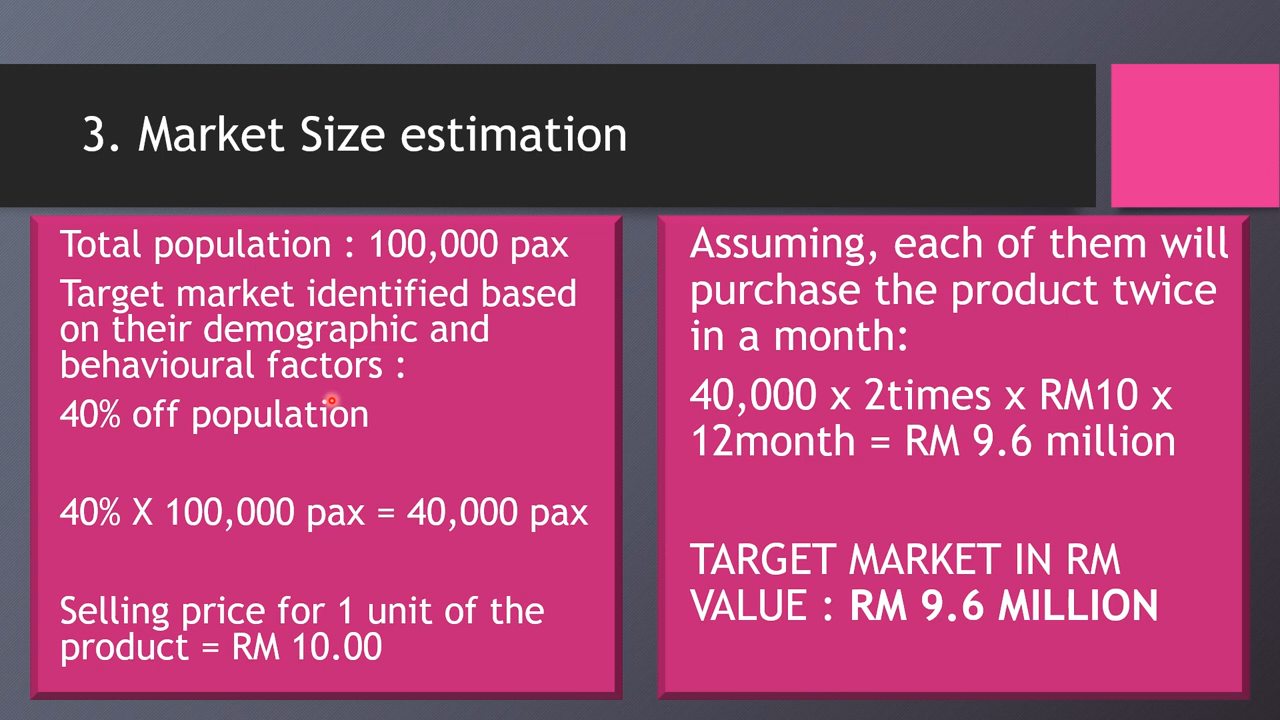 3. Market Size estimation
Total population : 100,000 pax
Target market identified based
on their demographic and
behavioural factors :
40% off population
40% X 100,000 pax = 40,000 pax
Selling price for 1 unit of the
product = RM 10.00
Assuming, each of them will
purchase the product twice
in a month:
40,000 x 2times x RM10 x
12month = RM 9.6 million
TARGET MARKET IN RM
VALUE : RM 9.6 MILLION